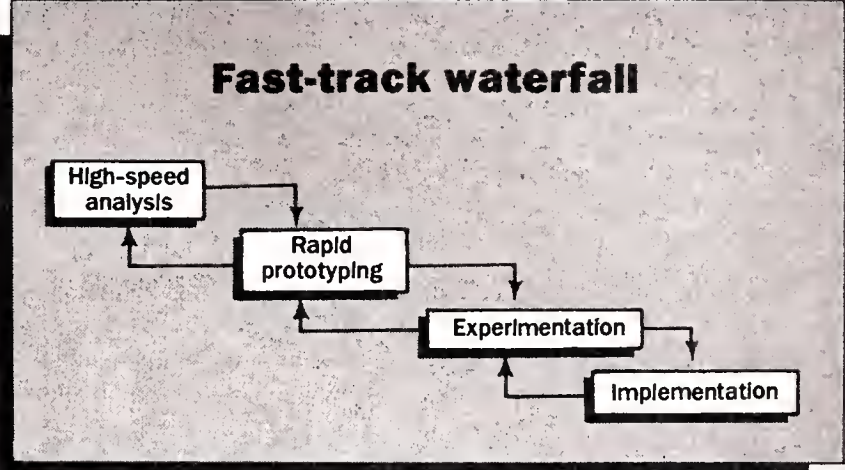 Fast-track waterfall
High-speed
analysis
Rapid
prototyping
Experimentation
Implementation